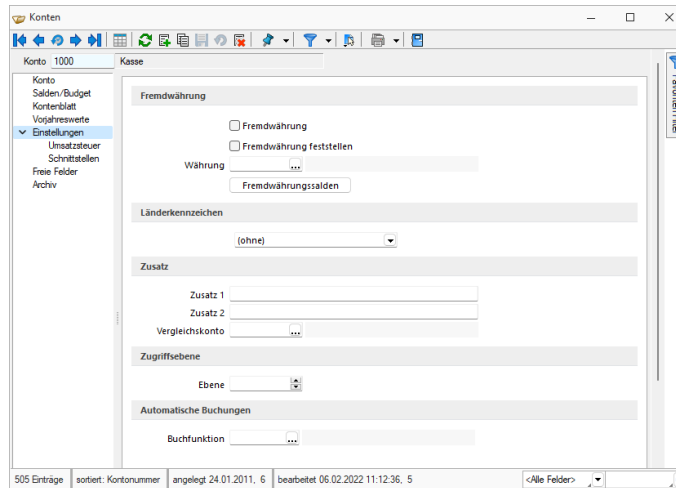 Konten
Konto 1000 Kasse
Konto
Salden/Budget
Kontenblatt
Vorjahreswerte
Einstellungen
Umsatzsteuer
Schnittstellen
Freie Felder
Archiv
Fremdwährung
Fremdwährung
Fremdwährung feststellen
Währung ...
Fremdwährungssalden
Länderkennzeichen
(ohne)
Zusatz
Zusatz 1
Zusatz 2
Vergleichskonto ...
Zugriffsebene
Ebene
Automatische Buchungen
Buchfunktion ...
505 Einträge sortiert: Kontonummer angelegt 24.01.2011, 6 bearbeitet 06.02.2022 11:12:36, 5 <Alle Felder>